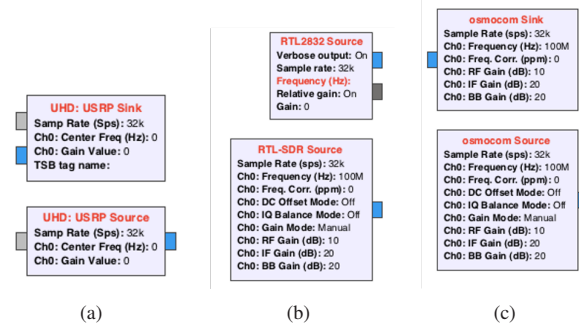 UHD: USRP Sink
Samp Rate (Sps): 32k
Ch0: Center Freq (Hz): 0
Ch0: Gain Value: 0
TSB tag name:
UHD: USRP Source
Samp Rate (Sps): 32k
Ch0: Center Freq (Hz): 0
Ch0: Gain Value: 0
(a)
RTL2832 Source
Verbose output: On
Sample rate: 32k
Frequency (Hz):
Relative gain: On
Gain: 0
RTL-SDR Source
Sample Rate (sps): 32k
Ch0: Frequency (Hz): 100M
Ch0: Freq. Corr. (ppm): 0
Ch0: DC Offset Mode: Off
Ch0: IQ Balance Mode: Off
Ch0: Gain Mode: Manual
Ch0: RF Gain (dB): 10
Ch0: IF Gain (dB): 20
Ch0: BB Gain (dB): 20
(b)
osmocom Sink
Sample Rate (sps): 32k
Ch0: Frequency (Hz): 100M
Ch0: Freq. Corr. (ppm): 0
Ch0: RF Gain (dB): 10
Ch0: IF Gain (dB): 20
Ch0: BB Gain (dB): 20
osmocom Source
Sample Rate (sps): 32k
Ch0: Frequency (Hz): 100M
Ch0: Freq. Corr. (ppm): 0
Ch0: DC Offset Mode: Off
Ch0: IQ Balance Mode: Off
Ch0: Gain Mode: Manual
Ch0: RF Gain (dB): 10
Ch0: IF Gain (dB): 20
Ch0: BB Gain (dB): 20
(c)